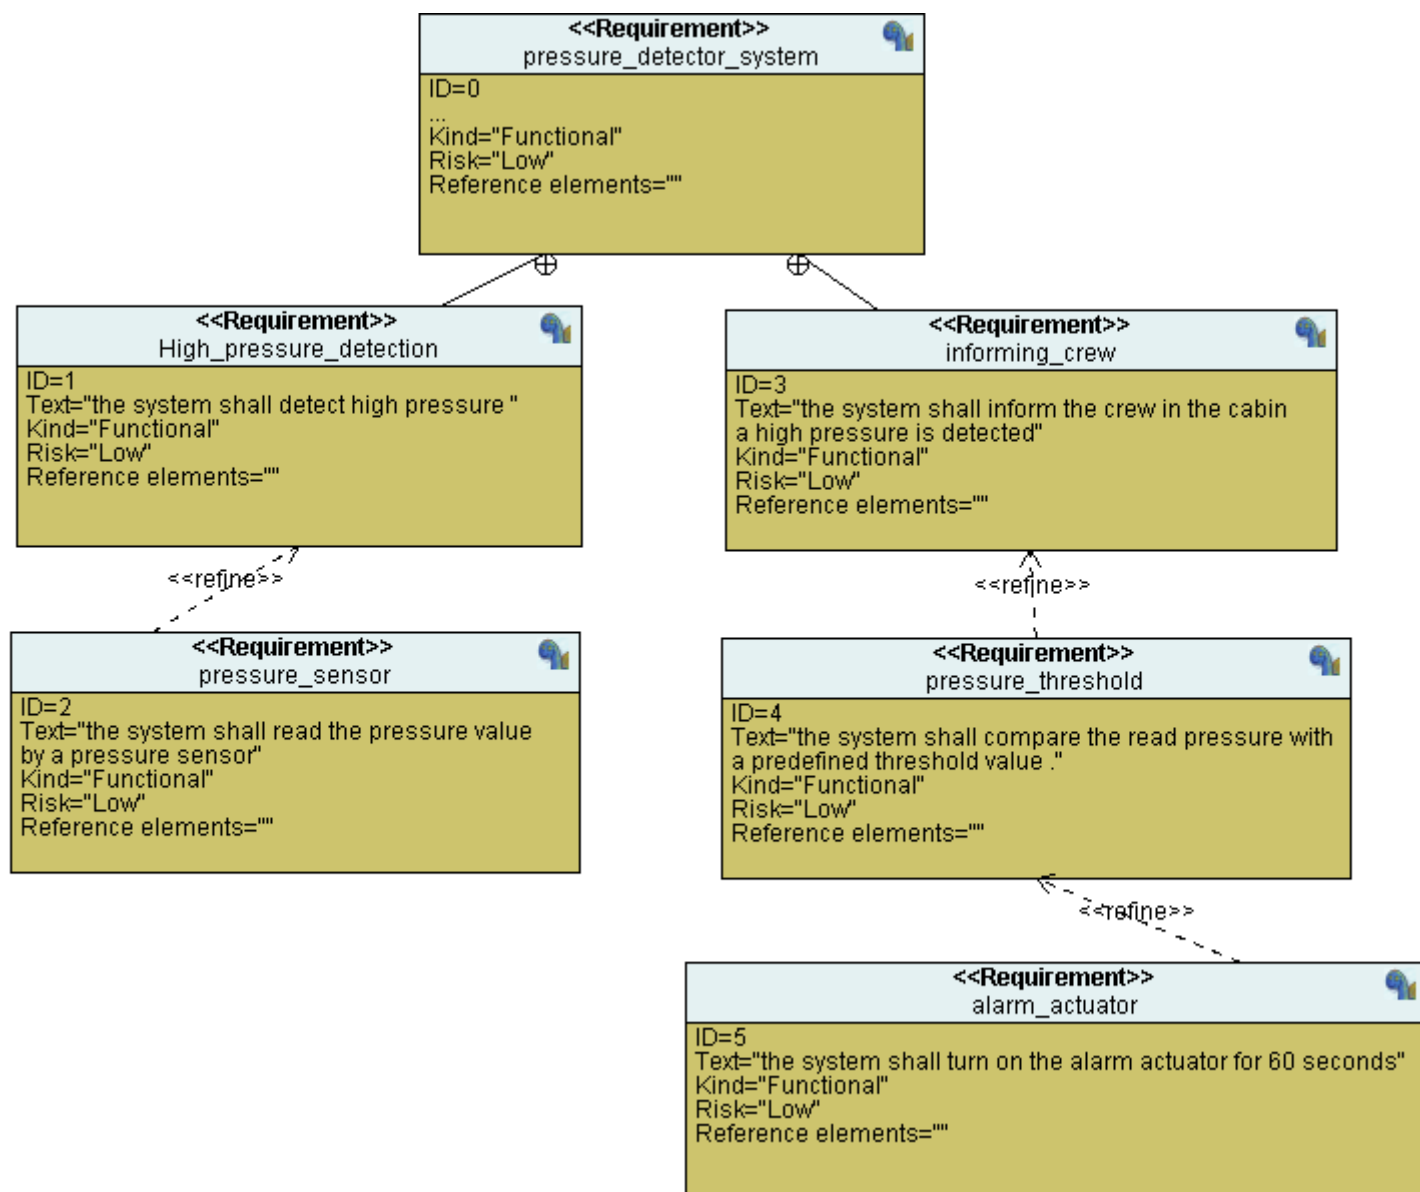 <<Requirement>>
pressure_detector_system
ID=0
...
Kind="Functional"
Risk="Low"
Reference elements=""
<<Requirement>>
High_pressure_detection
ID=1
Text="the system shall detect high pressure "
Kind="Functional"
Risk="Low"
Reference elements=""
<<Requirement>>
informing_crew
ID=3
Text="the system shall inform the crew in the cabin
a high pressure is detected"
Kind="Functional"
Risk="Low"
Reference elements=""
<<refine>>
<<refine>>
<<Requirement>>
pressure_sensor
ID=2
Text="the system shall read the pressure value
by a pressure sensor"
Kind="Functional"
Risk="Low"
Reference elements=""
<<Requirement>>
pressure_threshold
ID=4
Text="the system shall compare the read pressure with
a predefined threshold value ."
Kind="Functional"
Risk="Low"
Reference elements=""
<<refine>>
<<Requirement>>
alarm_actuator
ID=5
Text="the system shall turn on the alarm actuator for 60 seconds"
Kind="Functional"
Risk="Low"
Reference elements=""